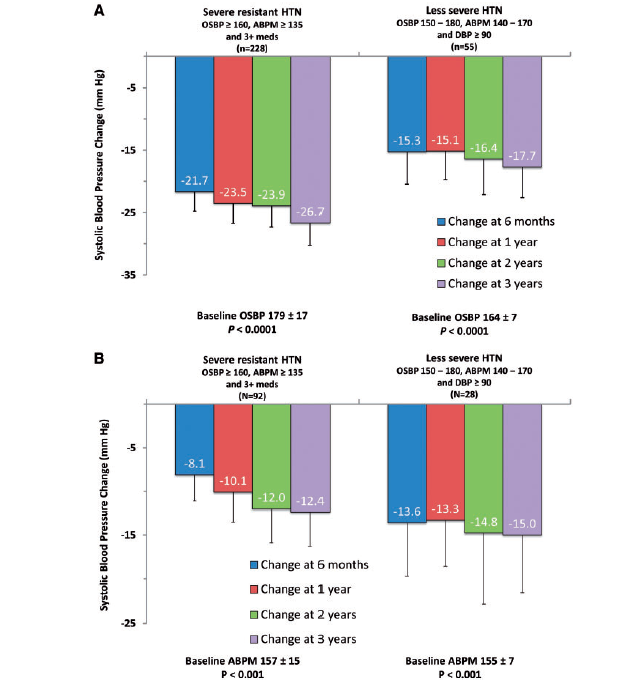 A
Severe resistant HTN
OSBP ≥ 160, ABPM ≥ 135
and 3+ meds
(n=228)
Less severe HTN
OSBP 150 – 180, ABPM 140 – 170
and DBP ≥ 90
(n=55)
Systolic Blood Pressure Change (mm Hg)
-5
-15
-25
-35
-21.7
-23.5
-23.9
-26.7
-15.3
-15.1
-16.4
-17.7
Change at 6 months
Change at 1 year
Change at 2 years
Change at 3 years
Baseline OSBP 179 ± 17
P < 0.0001
Baseline OSBP 164 ± 7
P < 0.0001
B
Severe resistant HTN
OSBP ≥ 160, ABPM ≥ 135
and 3+ meds
(N=92)
Less severe HTN
OSBP 150 – 180, ABPM 140 – 170
and DBP ≥ 90
(N=28)
Systolic Blood Pressure Change (mm Hg)
-5
-15
-25
-8.1
-10.1
-12.0
-12.4
-13.6
-13.3
-14.8
-15.0
Change at 6 months
Change at 1 year
Change at 2 years
Change at 3 years
Baseline ABPM 157 ± 15
P < 0.001
Baseline ABPM 155 ± 7
P < 0.001